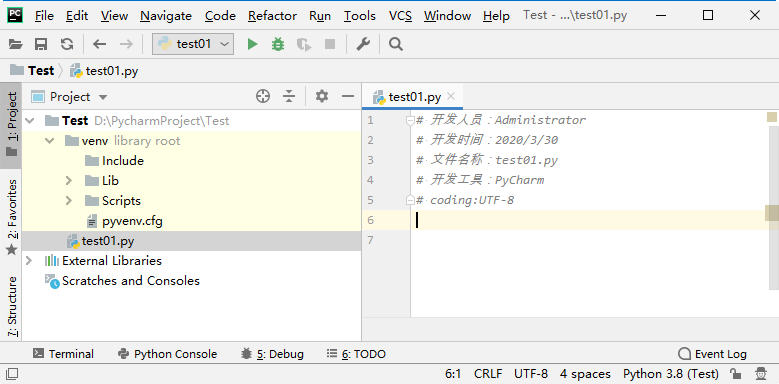 PC File Edit View Navigate Code Refactor Run Tools VCS Window Help Test - ...\test01.py
test01
Test test01.py
1: Project
2: Favorites
7: Structure
Project
Test D:\PycharmProject\Test
venv library root
Include
Lib
Scripts
pyvenv.cfg
test01.py
External Libraries
Scratches and Consoles
test01.py
1 # 开发人员：Administrator
2 # 开发时间：2020/3/30
3 # 文件名称：test01.py
4 # 开发工具：PyCharm
5 # coding:UTF-8
6
7
Terminal Python Console 5: Debug 6: TODO Event Log
6:1 CRLF UTF-8 4 spaces Python 3.8 (Test)